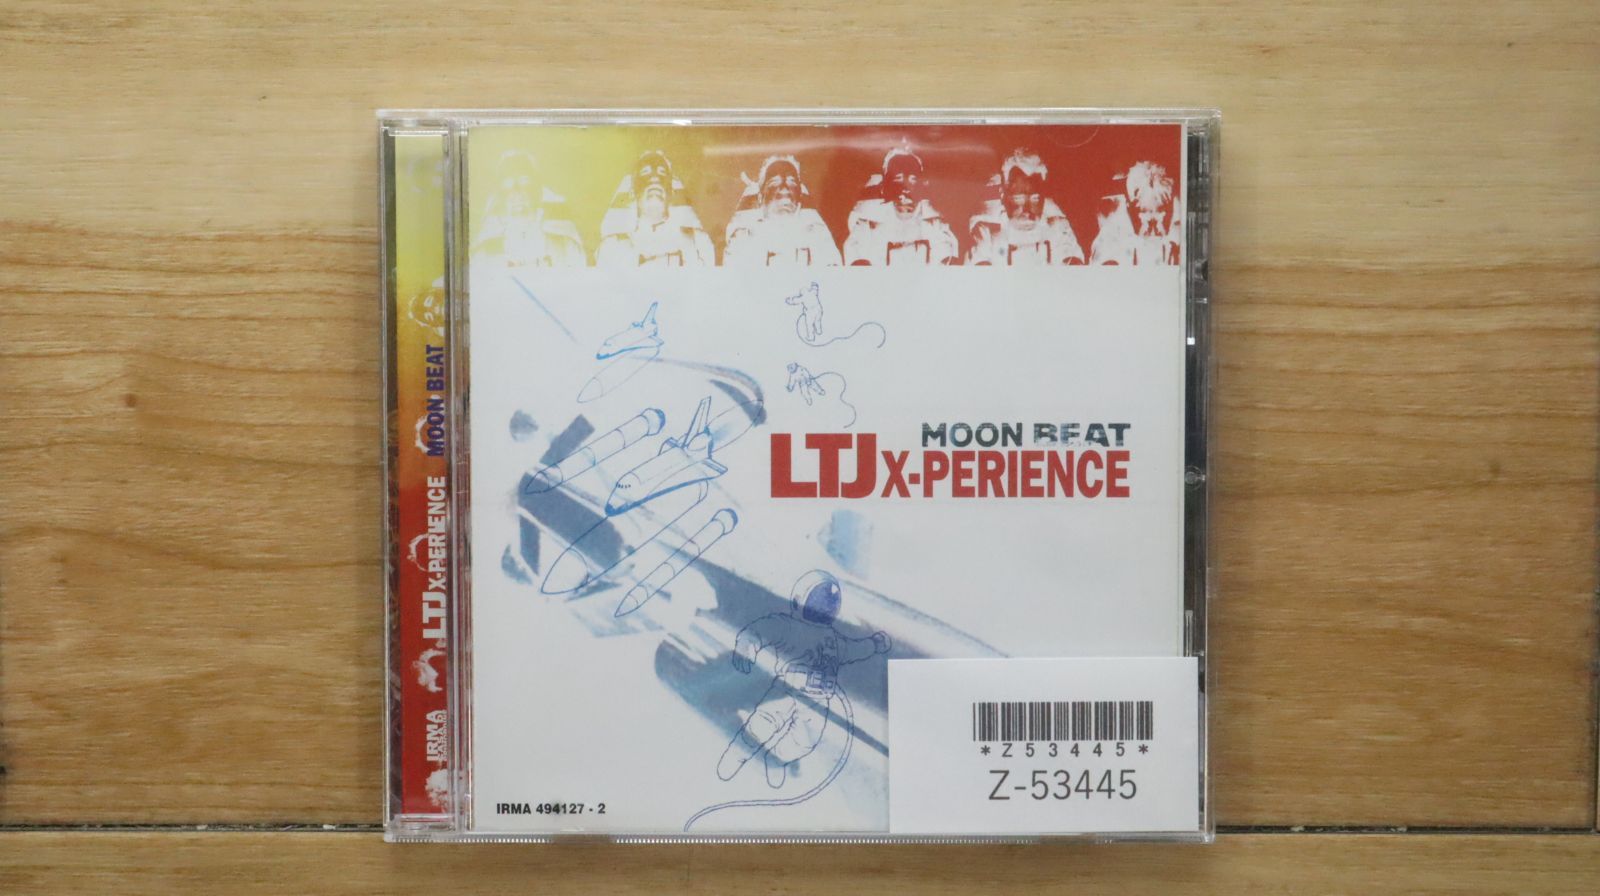 MOON BEAT
LTJ X-PERIENCE
IRMA 494127 - 2
*Z53445*
Z-53445
IRMA
LTJ X-PERIENCE MOON BEAT